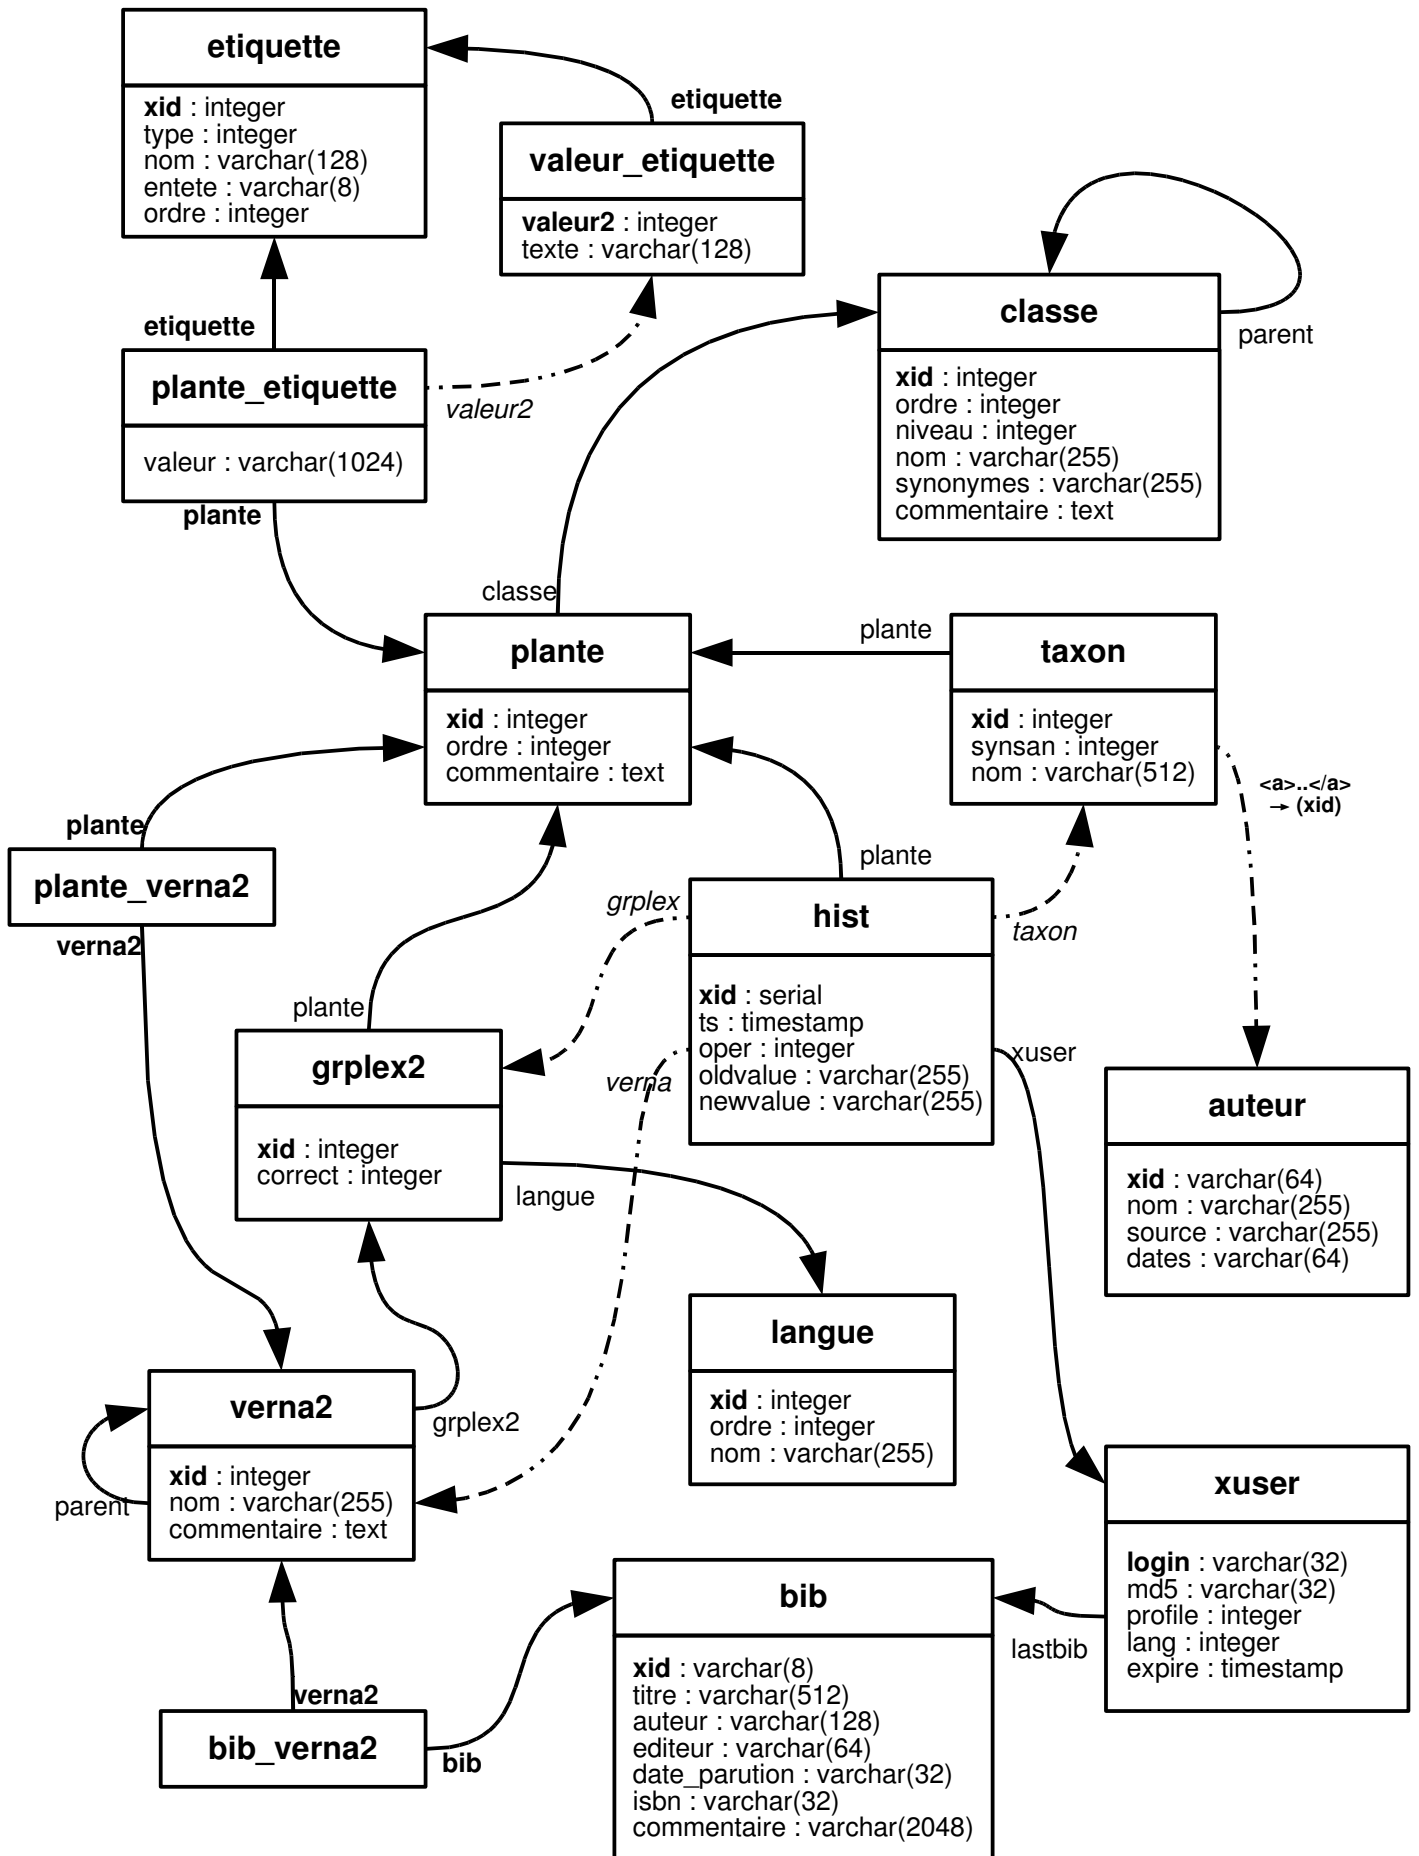 etiquette
xid : integer
type : integer
nom : varchar(128)
entete : varchar(8)
ordre : integer
etiquette
valeur_etiquette
valeur2 : integer
texte : varchar(128)
classe
xid : integer
ordre : integer
niveau : integer
nom : varchar(255)
synonymes : varchar(255)
commentaire : text
parent
etiquette
plante_etiquette
valeur : varchar(1024)
valeur2
plante
classe
plante
xid : integer
ordre : integer
commentaire : text
plante
taxon
xid : integer
synsan : integer
nom : varchar(512)
<a>..</a>
→ (xid)
plante
plante_verna2
verna2
plante
grplex
hist
xid : serial
ts : timestamp
oper : integer
oldvalue : varchar(255)
newvalue : varchar(255)
taxon
verna
xuser
plante
grplex2
xid : integer
correct : integer
langue
auteur
xid : varchar(64)
nom : varchar(255)
source : varchar(255)
dates : varchar(64)
langue
xid : integer
ordre : integer
nom : varchar(255)
verna2
xid : integer
nom : varchar(255)
commentaire : text
grplex2
parent
xuser
login : varchar(32)
md5 : varchar(32)
profile : integer
lang : integer
expire : timestamp
lastbib
bib
xid : varchar(8)
titre : varchar(512)
auteur : varchar(128)
editeur : varchar(64)
date_parution : varchar(32)
isbn : varchar(32)
commentaire : varchar(2048)
verna2
bib_verna2
bib